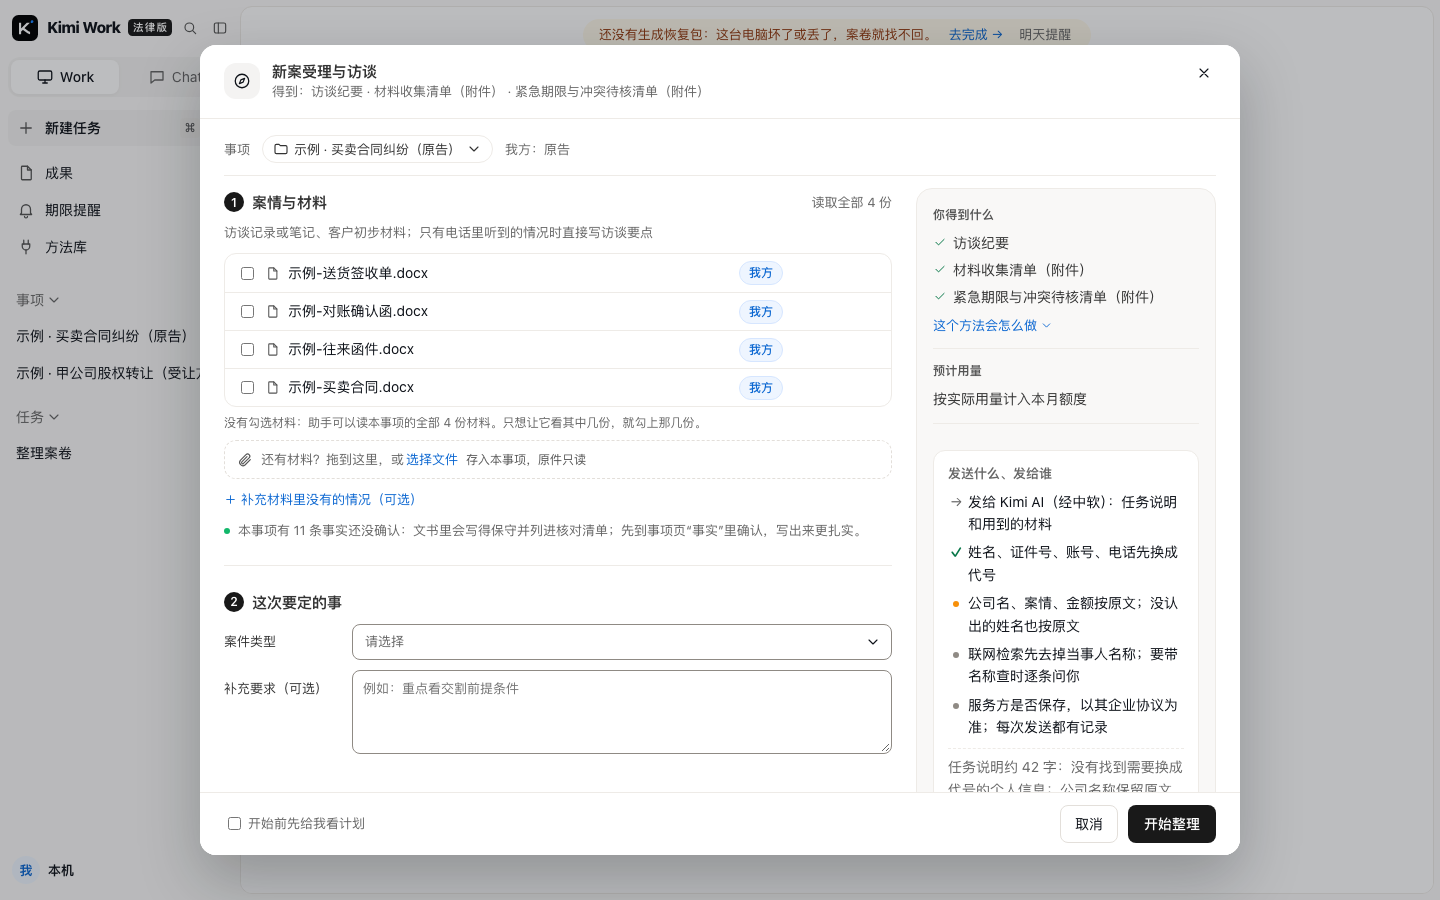 Kimi Work 法律版
还没有生成恢复包：这台电脑坏了或丢了，案卷就找不回。 去完成 → 明天提醒
Work
Chat
新建任务 ⌘
成果
期限提醒
方法库
事项
示例 · 买卖合同纠纷（原告）
示例 · 甲公司股权转让（受让
任务
整理案卷
我 本机
新案受理与访谈
得到：访谈纪要 · 材料收集清单（附件） · 紧急期限与冲突待核清单（附件）
事项 示例 · 买卖合同纠纷（原告） 我方：原告
1 案情与材料 读取全部 4 份
访谈记录或笔记、客户初步材料；只有电话里听到的情况时直接写访谈要点
示例-送货签收单.docx 我方
示例-对账确认函.docx 我方
示例-往来函件.docx 我方
示例-买卖合同.docx 我方
没有勾选材料：助手可以读本事项的全部 4 份材料。只想让它看其中几份，就勾上那几份。
还有材料？拖到这里，或 选择文件 存入本事项，原件只读
+ 补充材料里没有的情况（可选）
本事项有 11 条事实还没确认：文书里会写得保守并列进核对清单；先到事项页“事实”里确认，写出来更扎实。
2 这次要定的事
案件类型 请选择
补充要求（可选） 例如：重点看交割前提条件
你得到什么
访谈纪要
材料收集清单（附件）
紧急期限与冲突待核清单（附件）
这个方法会怎么做
预计用量
按实际用量计入本月额度
发送什么、发给谁
→ 发给 Kimi AI（经中软）：任务说明
和用到的材料
姓名、证件号、账号、电话先换成
代号
公司名、案情、金额按原文；没认
出的姓名也按原文
联网检索先去掉当事人名称；要带
名称查时逐条问你
服务方是否保存，以其企业协议为
准；每次发送都有记录
任务说明约 42 字：没有找到需要换成
代号的个人信息；公司名称保留原文
开始前先给我看计划
取消
开始整理